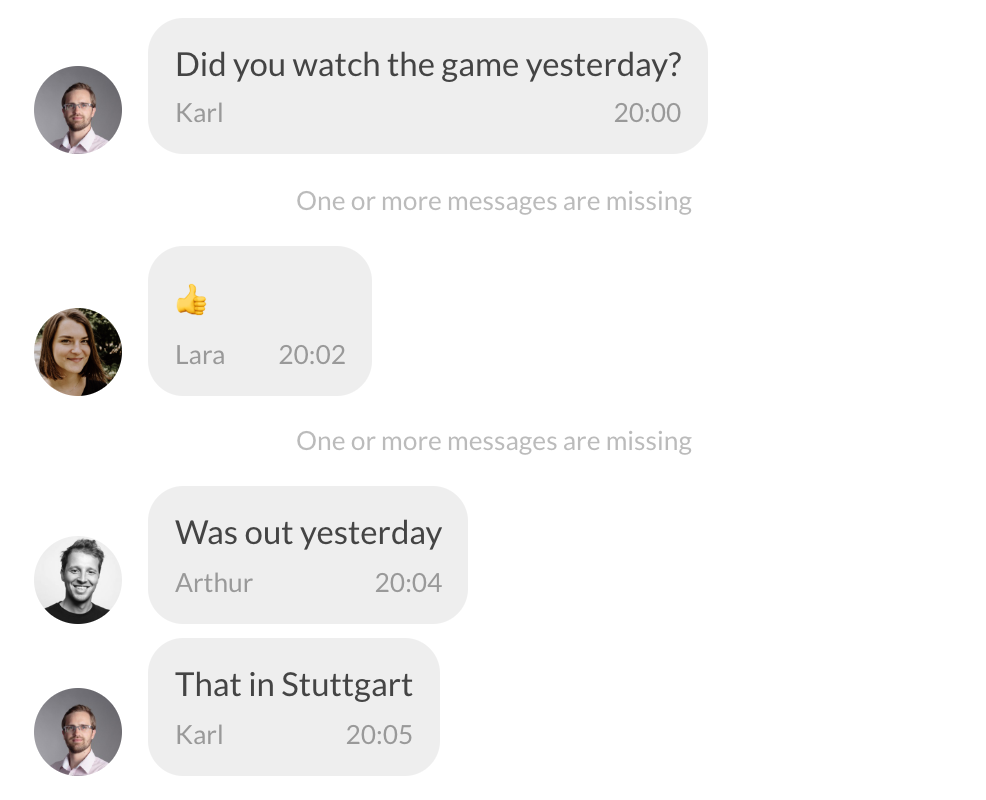 Did you watch the game yesterday?
Karl 20:00
One or more messages are missing
👍
Lara 20:02
One or more messages are missing
Was out yesterday
Arthur 20:04
That in Stuttgart
Karl 20:05